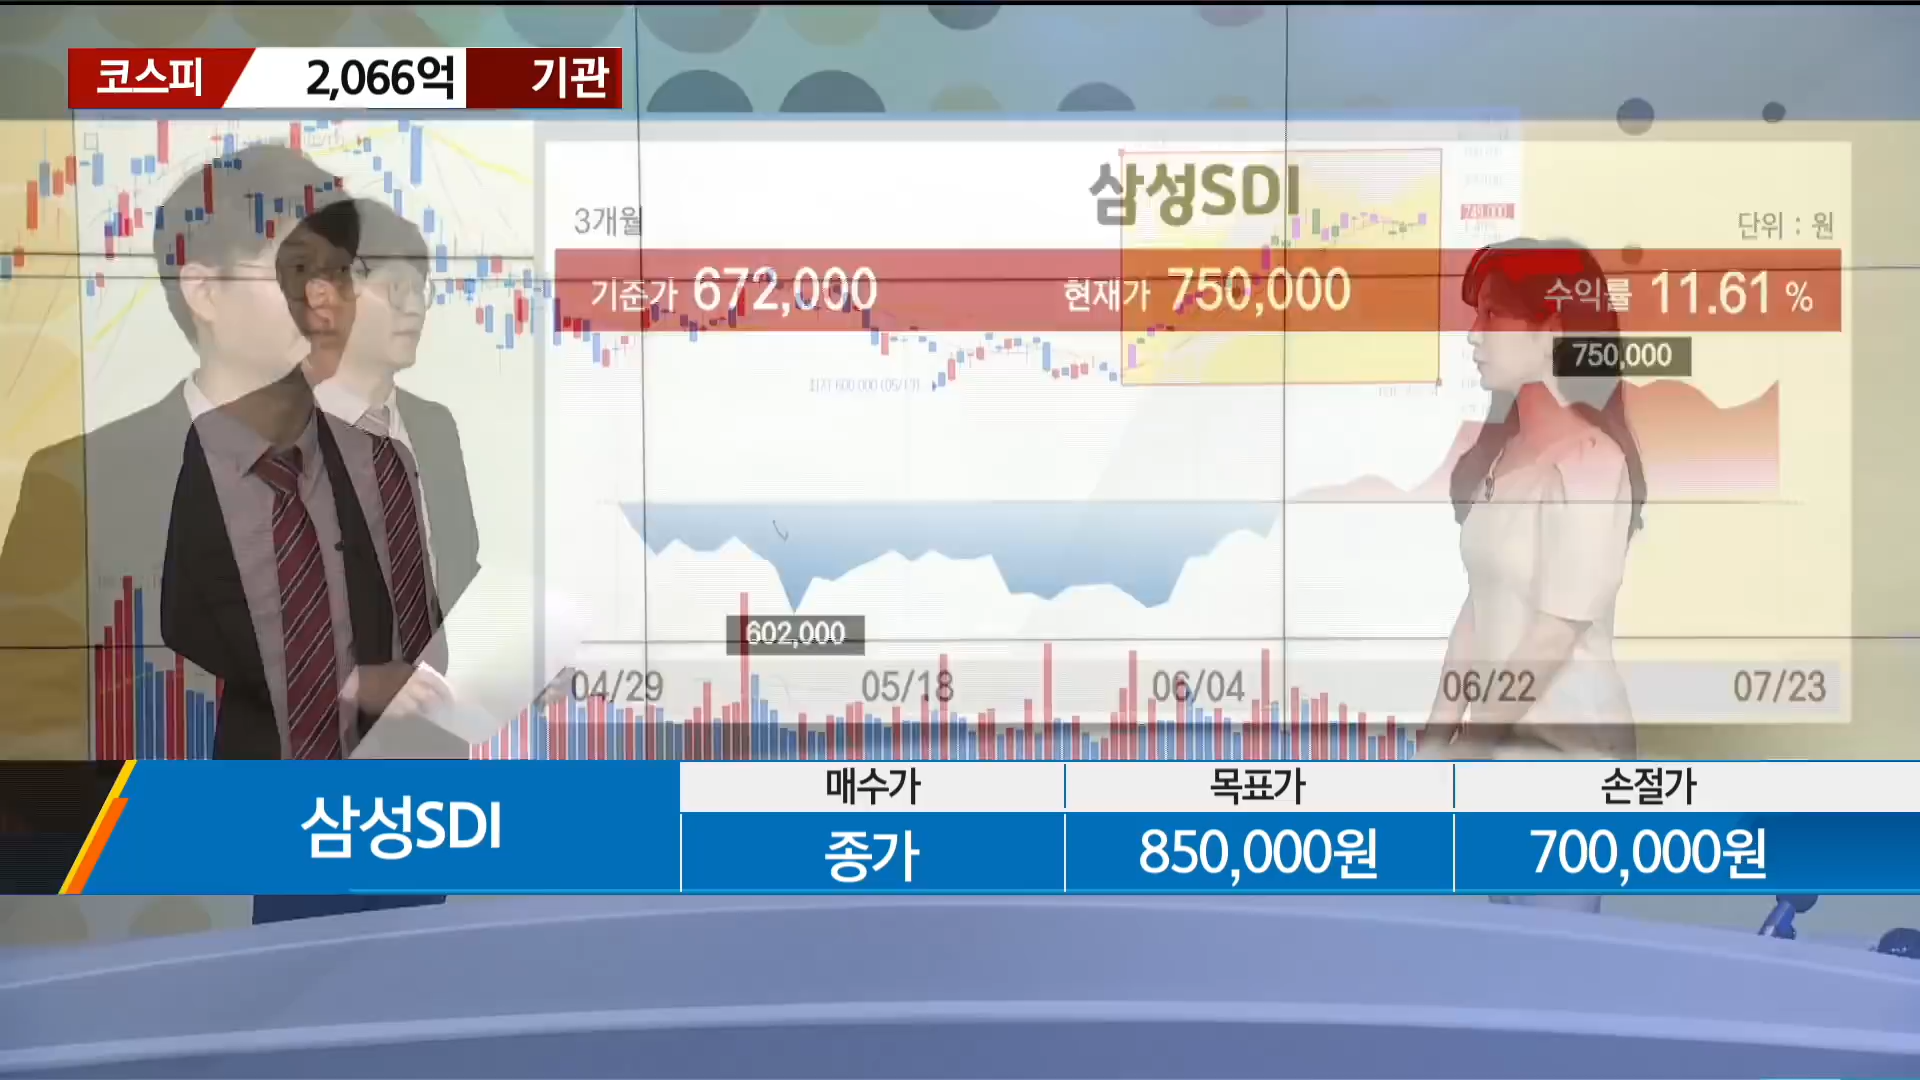 코스피 2,066억 기관
삼성SDI
3개월
단위 : 원
기준가 672,000 현재가 750,000 수익률 11.61 %
750,000
602,000
04/29 05/18 06/04 06/22 07/23
삼성SDI
매수가 목표가 손절가
종가 850,000원 700,000원